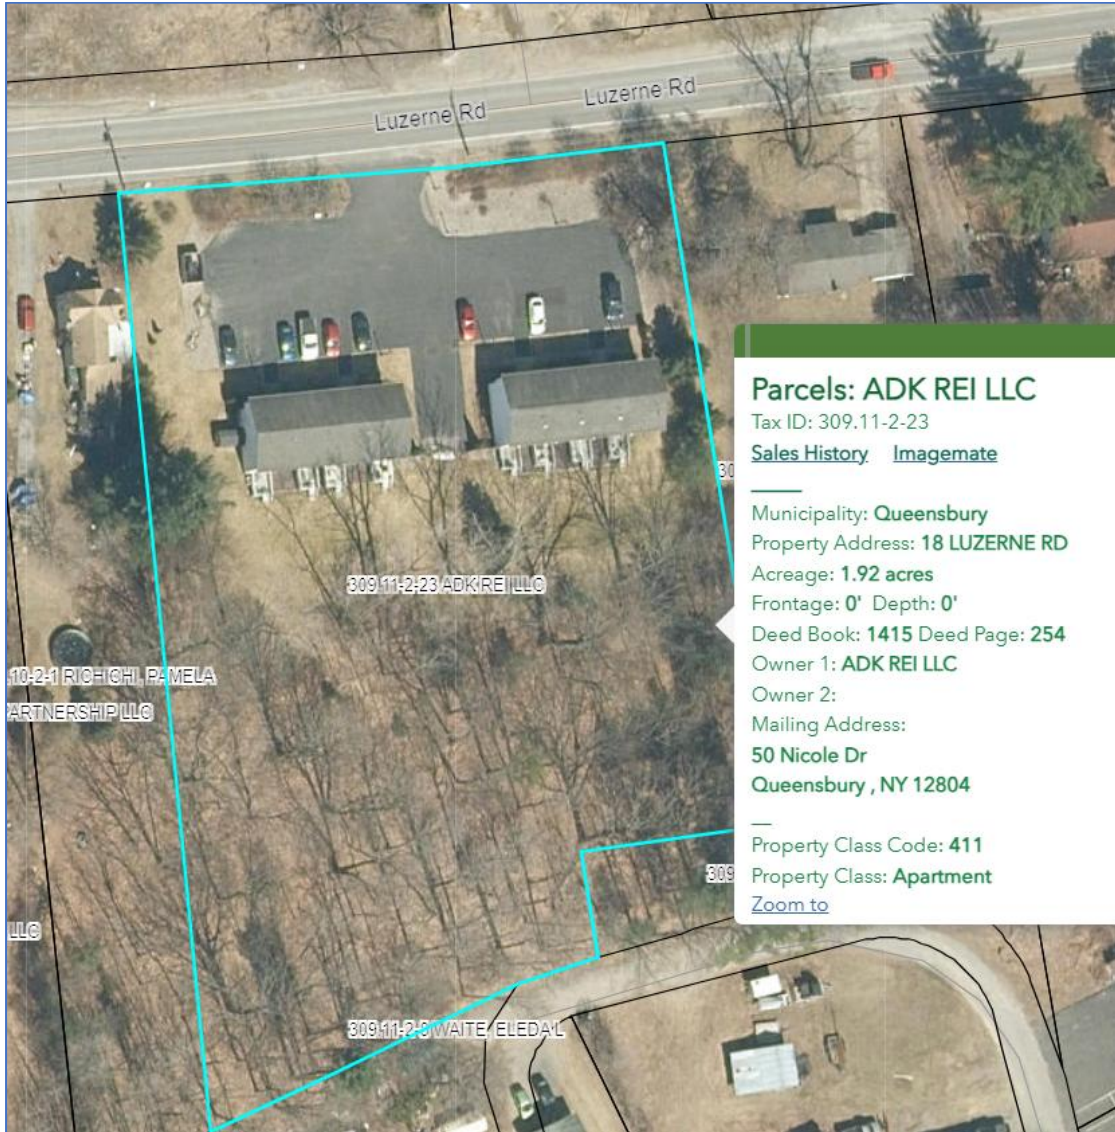 Luzerne Rd
Luzerne Rd
Parcels: ADK REI LLC
Tax ID: 309.11-2-23
Sales History Imagemate
Municipality: Queensbury
Property Address: 18 LUZERNE RD
Acreage: 1.92 acres
Frontage: 0' Depth: 0'
Deed Book: 1415 Deed Page: 254
Owner 1: ADK REI LLC
Owner 2:
Mailing Address:
50 Nicole Dr
Queensbury , NY 12804
Property Class Code: 411
Property Class: Apartment
Zoom to
30
309.11-2-23 ADK REI LLC
.10-2-1 RICHICHI, PAMELA
PARTNERSHIP LLC
309
LLC
309.11-2-9 WAITE, ELEDA L